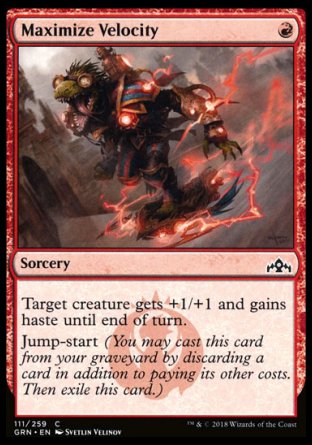 Maximize Velocity
Sorcery
Target creature gets +1/+1 and gains
haste until end of turn.
Jump-start (You may cast this card
from your graveyard by discarding a
card in addition to paying its other costs.
Then exile this card.)
111/259 C
GRN • EN SVETLIN VELINOV
™ & © 2018 Wizards of the Coast